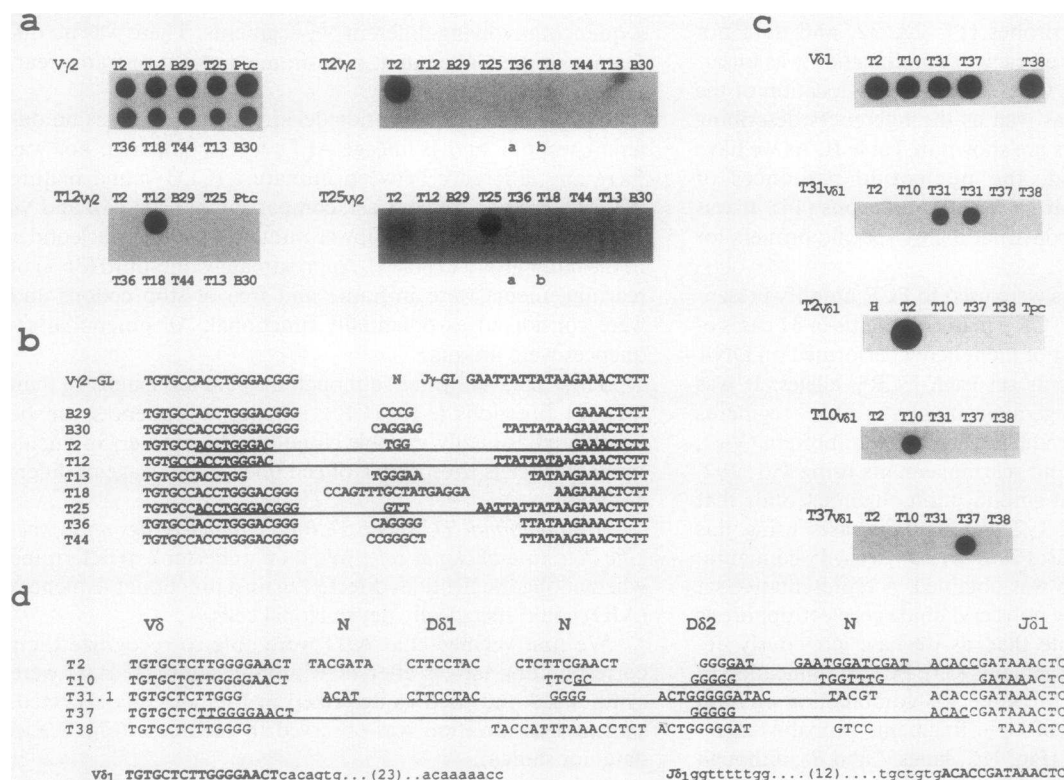 a
Vγ2 T2 T12 B29 T25 Ptc
T36 T18 T44 T13 B30
T2Vγ2 T2 T12 B29 T25 T36 T18 T44 T13 B30
a b
T12Vγ2 T2 T12 B29 T25 Ptc
T36 T18 T44 T13 B30
T25Vγ2 T2 T12 B29 T25 T36 T18 T44 T13 B30
a b
b
Vγ2-GL TGTGCCACCTGGGACGGG N Jγ GAATTATTATAAGAAACTCTT
B29 TGTGCCACCTGGGACGGG CCCG GAAACTCTT
B30 TGTGCCACCTGGGACGGG CAGGAG TATTATAAGAAACTCTT
T2 TGTGCCACCTGGGAC TGG GAAACTCTT
T12 TGTGCCACCTGGGAC TTATTATAAGAAACTCTT
T13 TGTGCCACCTGG TGGGAA TATAAGAAACTCTT
T18 TGTGCCACCTGGGACGGG CCAGTTTGCTATGAGGA AAGAAACTCTT
T25 TGTGCCACCTGGGACGGG GTT AATTATTATAAGAAACTCTT
T36 TGTGCCACCTGGGACGGG CAGGGG TTATAAGAAACTCTT
T44 TGTGCCACCTGGGACGGG CCGGGCT TTATAAGAAACTCTT
c
Vδ1 T2 T10 T31 T37 T38
T31Vδ1 T2 T10 T31 T31 T37 T38
T2Vδ1 H T2 T10 T37 T38 Tpc
T10Vδ1 T2 T10 T31 T37 T38
T37Vδ1 T2 T10 T31 T37 T38
d
Vδ N Dδ1 N Dδ2 N Jδ1
T2 TGTGCTCTTGGGGAACT TACGATA CTTCCTAC CTCTTCGAACT GGGGAT GAATGGATCGAT ACACCGATAAACTC
T10 TGTGCTCTTGGGGAACT TTCGC GGGGG TGGTTTG GATAAACTC
T31.1 TGTGCTCTTGGG ACAT CTTCCTAC GGGG ACTGGGGGATAC TACGT ACACCGATAAACTC
T37 TGTGCTCTTGGGGAACT GGGGG ACACCGATAAACTC
T38 TGTGCTCTTGGGG TACCATATTAAACCTC ACTGGGGGAT GTCC CGATAAACTC
Vδ1 TGTGCTCTTGGGGAACTcacagtg...(23)..acaaaaacc Jδ1ggtttttgg....(12).....tgcgtgACACCGATAAACTC